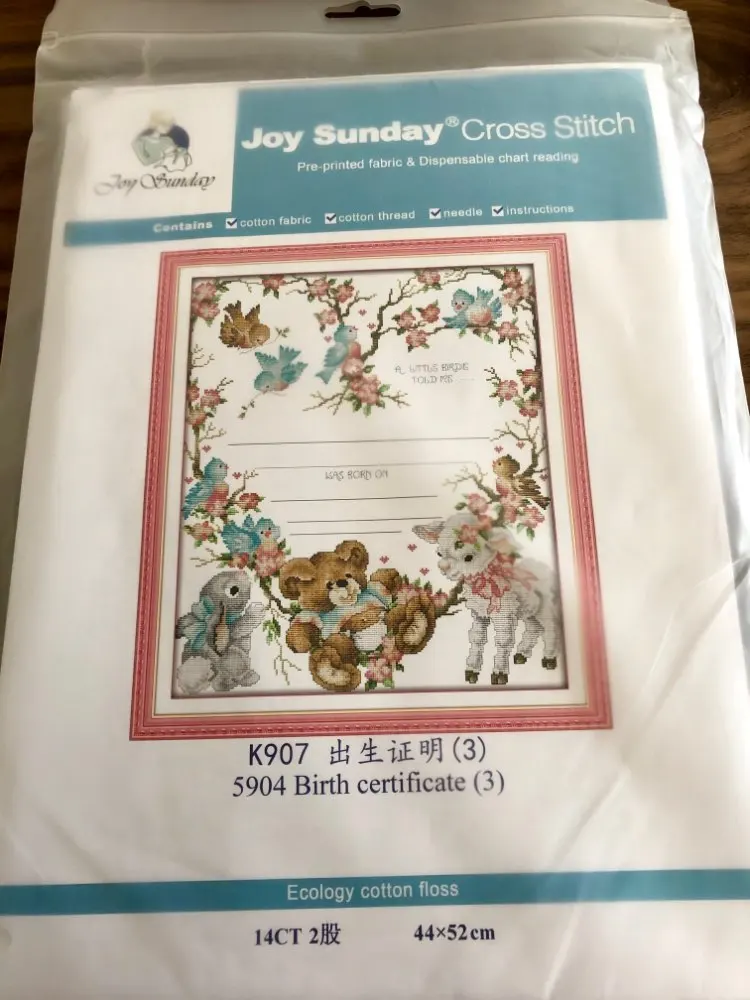 Joy Sunday® Cross Stitch
Pre-printed fabric & Dispensable chart reading
Joy Sunday
Contains cotton fabric cotton thread needle instructions
A LITTLE BIRDIE
TOLD ME.....
WAS BORN ON
K907 出生证明(3)
5904 Birth certificate (3)
Ecology cotton floss
14CT 2股 44×52cm